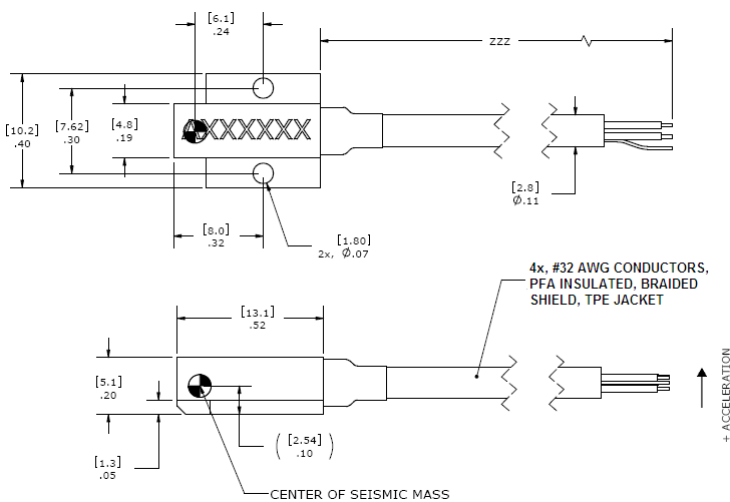 [6.1]
.24
ZZZ
[10.2]
.40
[7.62]
.30
[4.8]
.19
AXXXXXX
[8.0]
.32
[1.80]
2x, Ø.07
[2.8]
Ø.11
4x, #32 AWG CONDUCTORS,
PFA INSULATED, BRAIDED
SHIELD, TPE JACKET
[13.1]
.52
[5.1]
.20
[1.3]
.05
([2.54])
.10
+ ACCELERATION
CENTER OF SEISMIC MASS